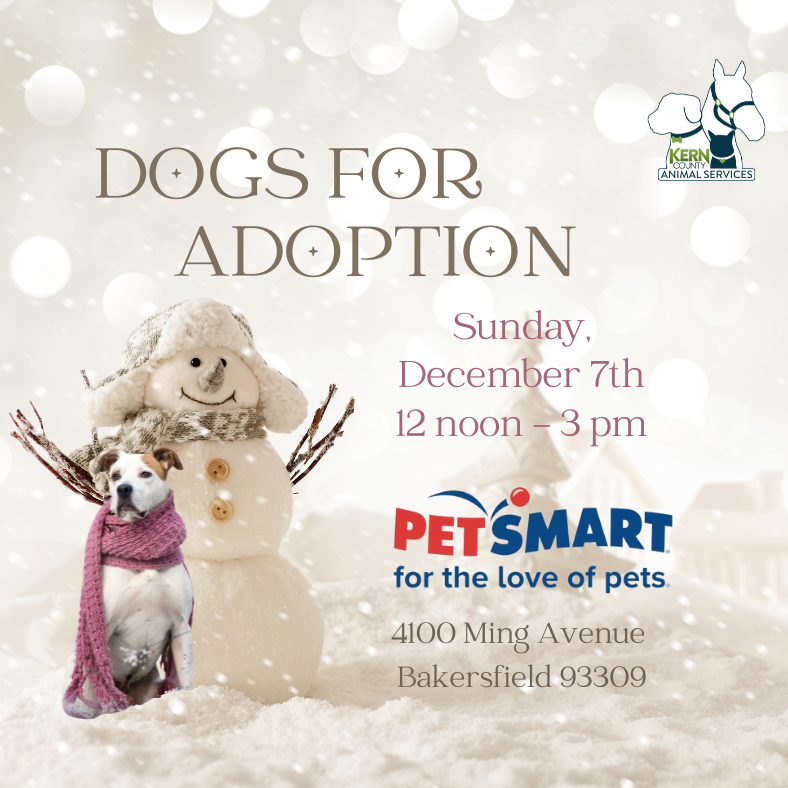 DOGS FOR
ADOPTION
KERN
COUNTY
ANIMAL SERVICES
Sunday,
December 7th
12 noon – 3 pm
PETSMART
for the love of pets
4100 Ming Avenue
Bakersfield 93309